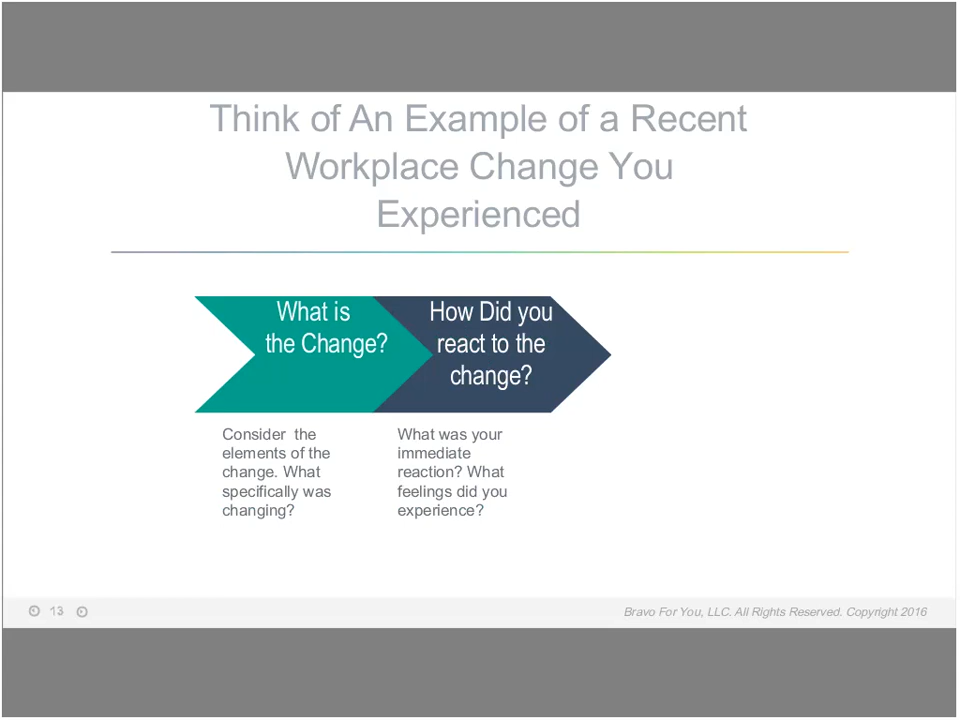 Think of An Example of a Recent
Workplace Change You
Experienced
What is
the Change?
How Did you
react to the
change?
Consider  the
elements of the
change. What
specifically was
changing?
What was your
immediate
reaction? What
feelings did you
experience?
13
Bravo For You, LLC. All Rights Reserved. Copyright 2016